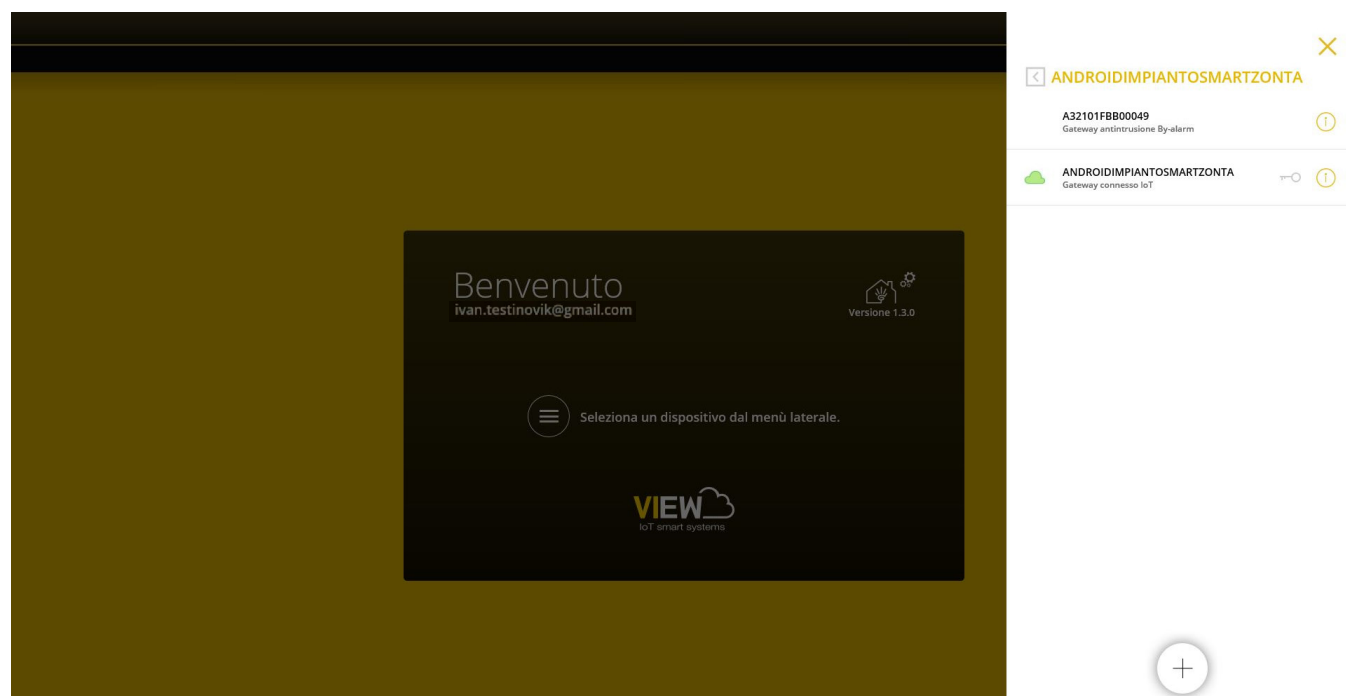 ANDROIDIMPIANTOSMARTZONTA
A32101FBB00049
Gateway antintrusione By-alarm
ANDROIDIMPIANTOSMARTZONTA
Gateway connesso IoT
Benvenuto
ivan.testinovik@gmail.com
Versione 1.3.0
Seleziona un dispositivo dal menù laterale.
VIEW
IoT smart systems